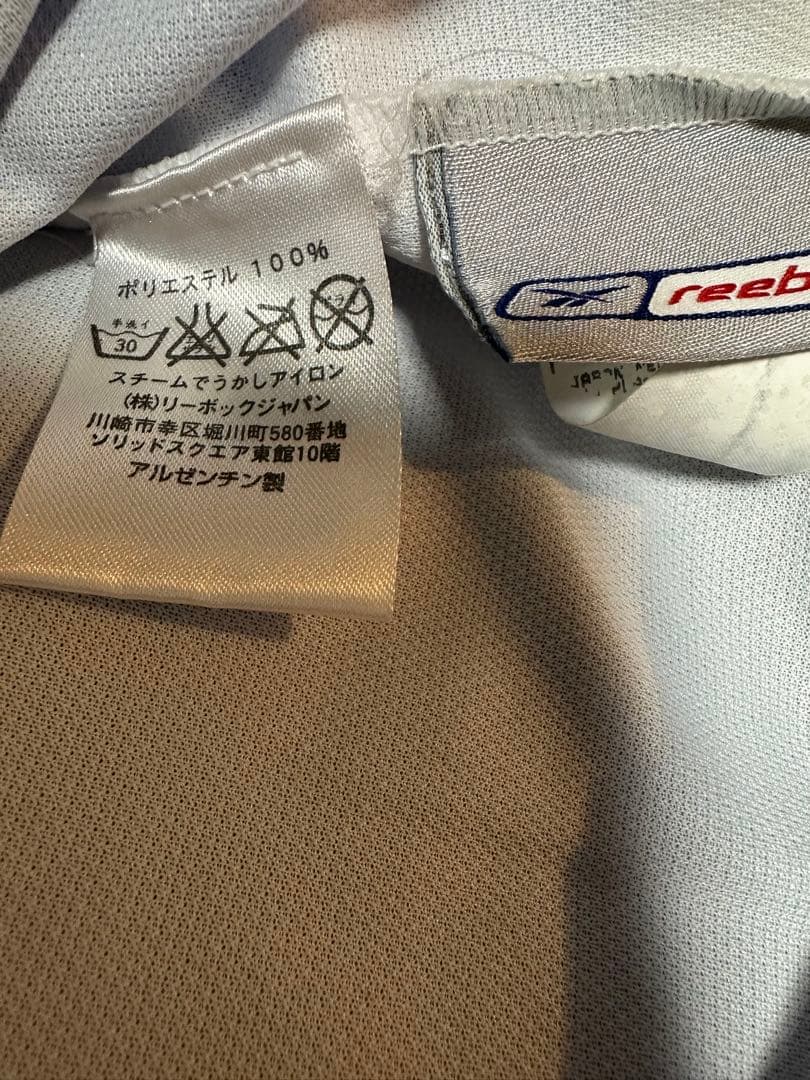 ポリエステル 100%
手洗イ
30
スチームでうかしアイロン
(株)リーボックジャパン
川崎市幸区堀川町580番地
ソリッドスクエア東館10階
アルゼンチン製
reeb